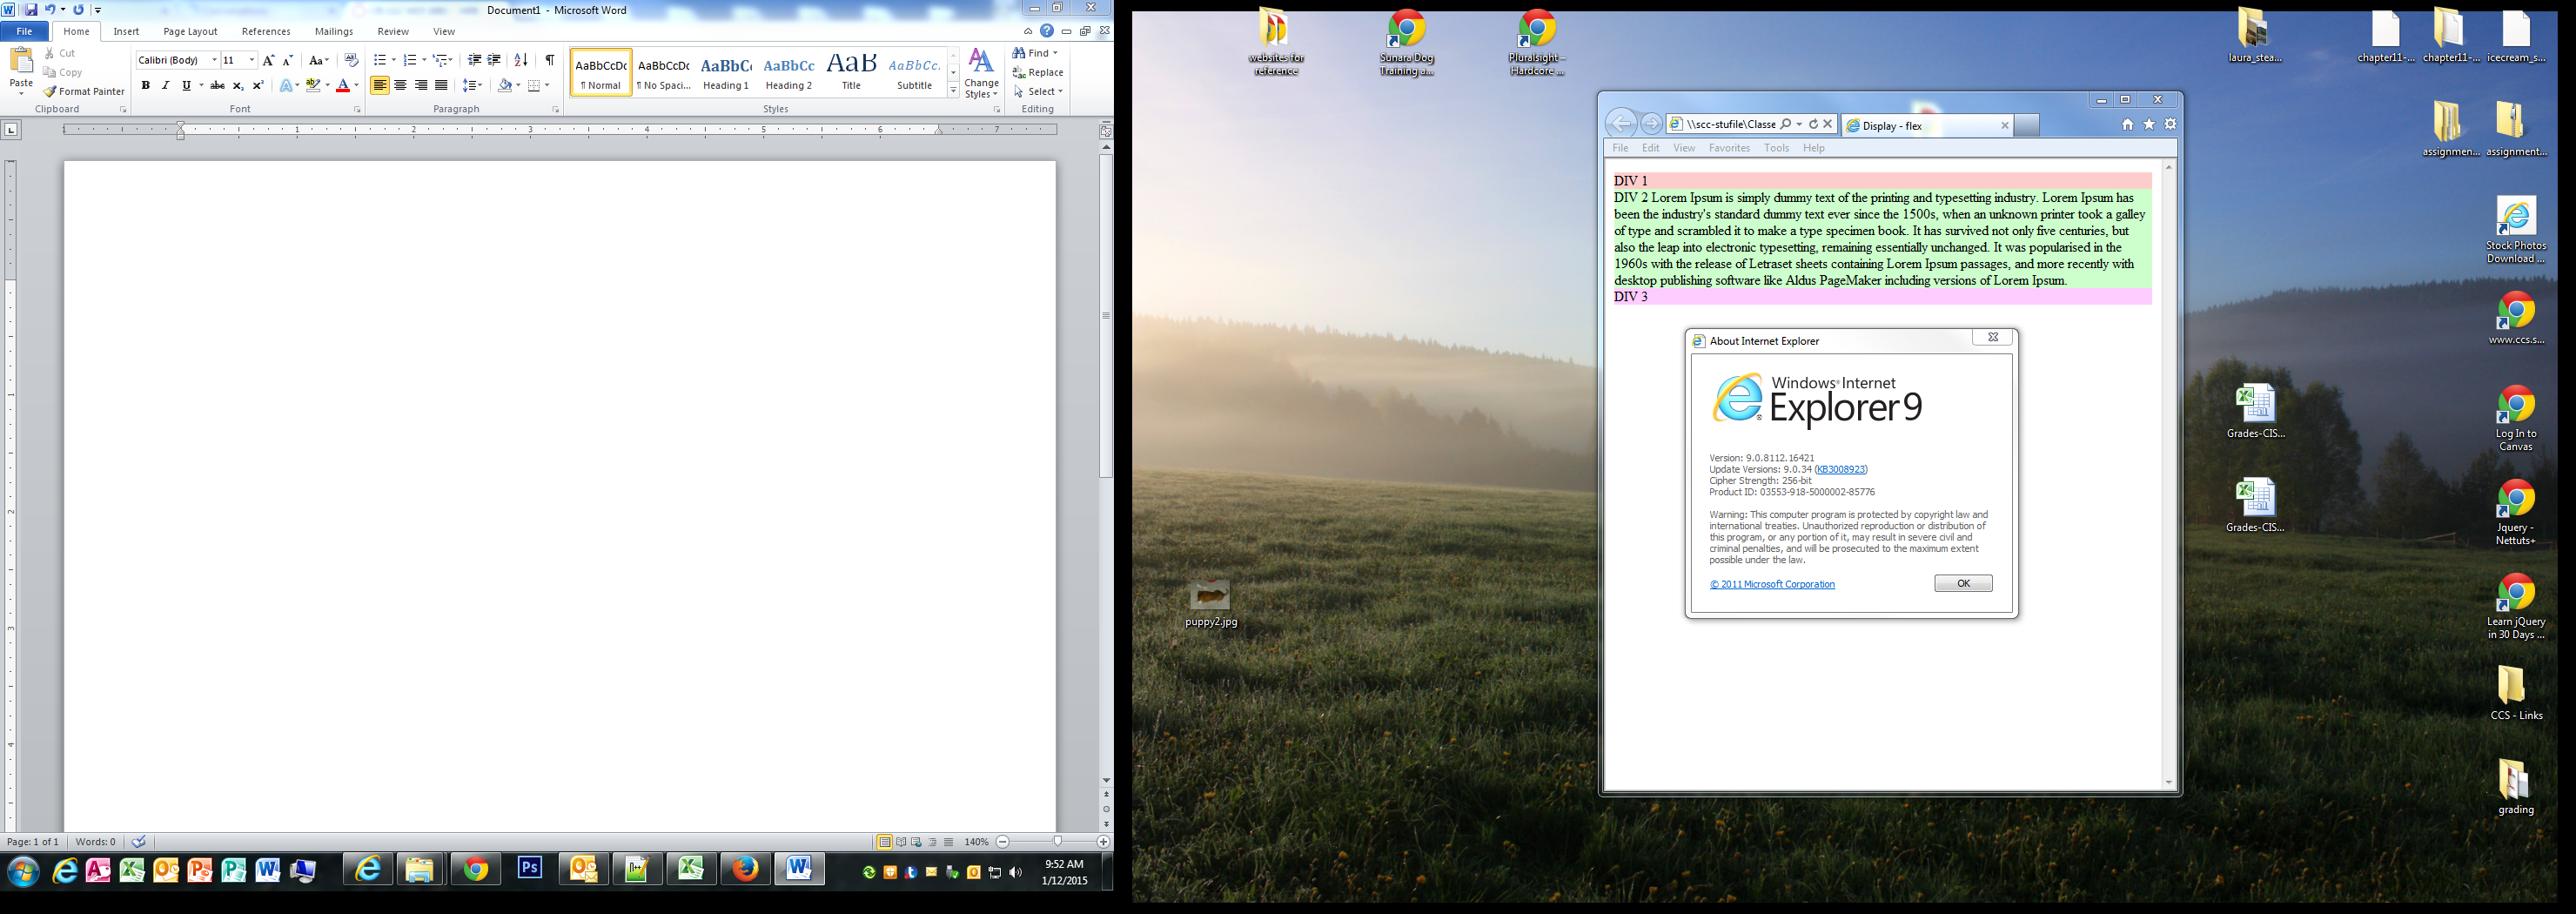 Document1 - Microsoft Word
File Home Insert Page Layout References Mailings Review View
Paste
Cut
Copy
Format Painter
Clipboard
Calibri (Body) 11
Font
Paragraph
AaBbCcDc AaBbCcDc AaBbC AaBbCc AaB AaBbCc.
¶ Normal ¶ No Spaci... Heading 1 Heading 2 Title Subtitle
Change
Styles
Styles
Find
Replace
Select
Editing
1 1 2 3 4 5 6 7
1
2
3
4
Page: 1 of 1 Words: 0 140%
Ps
9:52 AM
1/12/2015
websites for
reference
Sunara Dog
Training a...
Pluralsight –
Hardcore ...
laura_stea...
chapter11-...
chapter11-...
icecream_s...
assignmen...
assignment...
Stock Photos
Download ...
www.ccs.s...
Grades-CIS...
Log In to
Canvas
Grades-CIS...
Jquery -
Nettuts+
Learn jQuery
in 30 Days ...
CCS - Links
grading
puppy2.jpg
\\scc-stufile\Classe
Display - flex
File Edit View Favorites Tools Help
DIV 1
DIV 2 Lorem Ipsum is simply dummy text of the printing and typesetting industry. Lorem Ipsum has
been the industry's standard dummy text ever since the 1500s, when an unknown printer took a galley
of type and scrambled it to make a type specimen book. It has survived not only five centuries, but
also the leap into electronic typesetting, remaining essentially unchanged. It was popularised in the
1960s with the release of Letraset sheets containing Lorem Ipsum passages, and more recently with
desktop publishing software like Aldus PageMaker including versions of Lorem Ipsum.
DIV 3
About Internet Explorer
Windows® Internet
Explorer 9
Version: 9.0.8112.16421
Update Versions: 9.0.34 (KB3008923)
Cipher Strength: 256-bit
Product ID: 03553-918-5000002-85776
Warning: This computer program is protected by copyright law and
international treaties. Unauthorized reproduction or distribution of
this program, or any portion of it, may result in severe civil and
criminal penalties, and will be prosecuted to the maximum extent
possible under the law.
© 2011 Microsoft Corporation
OK